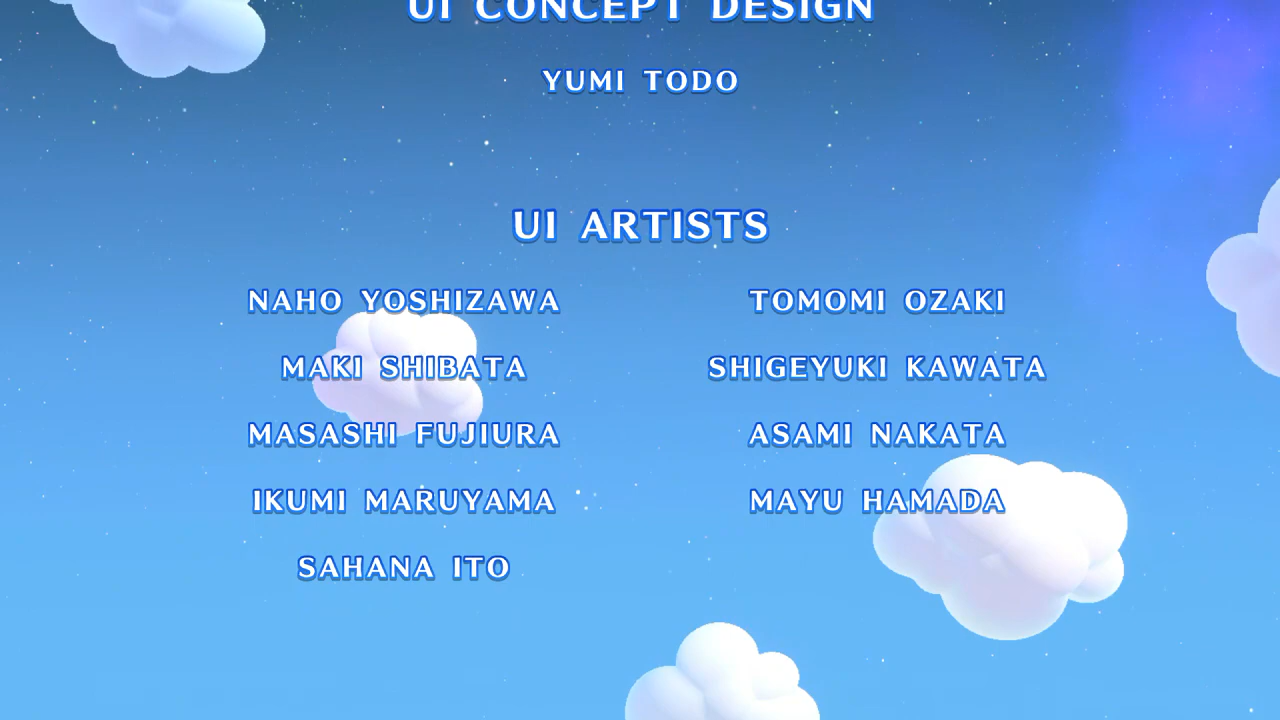 UI CONCEPT DESIGN
YUMI TODO
UI ARTISTS
NAHO YOSHIZAWA TOMOMI OZAKI
MAKI SHIBATA SHIGEYUKI KAWATA
MASASHI FUJIURA ASAMI NAKATA
IKUMI MARUYAMA MAYU HAMADA
SAHANA ITO